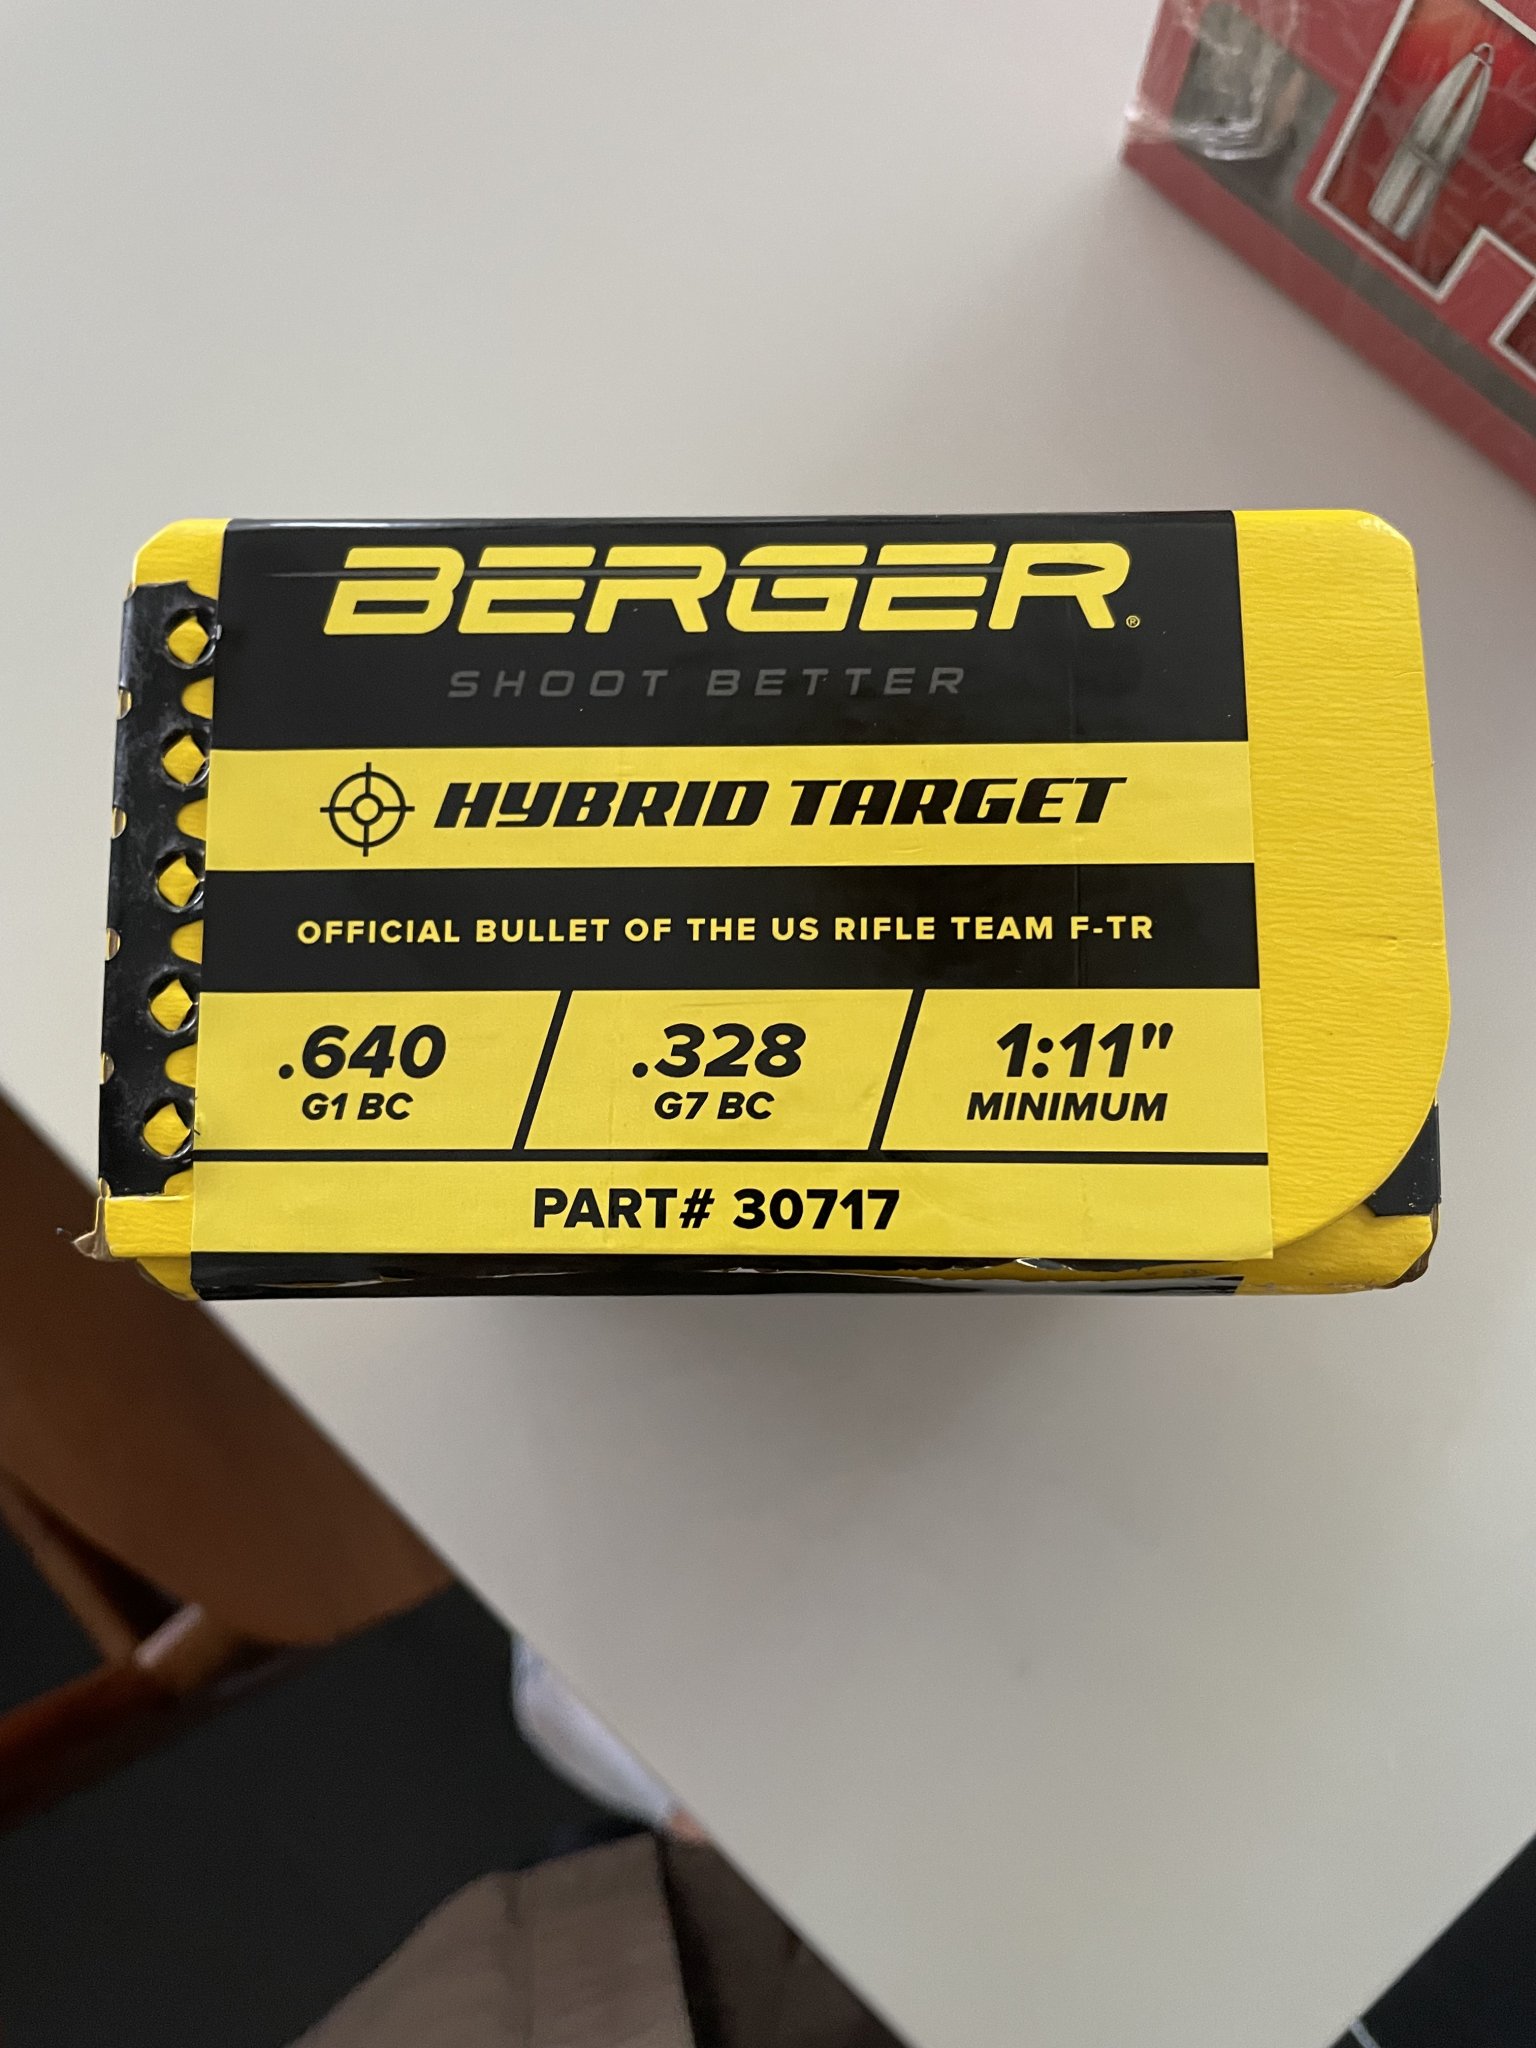 BERGER®
SHOOT BETTER
HYBRID TARGET
OFFICIAL BULLET OF THE US RIFLE TEAM F-TR
.640 .328 1:11"
G1 BC G7 BC MINIMUM
PART# 30717